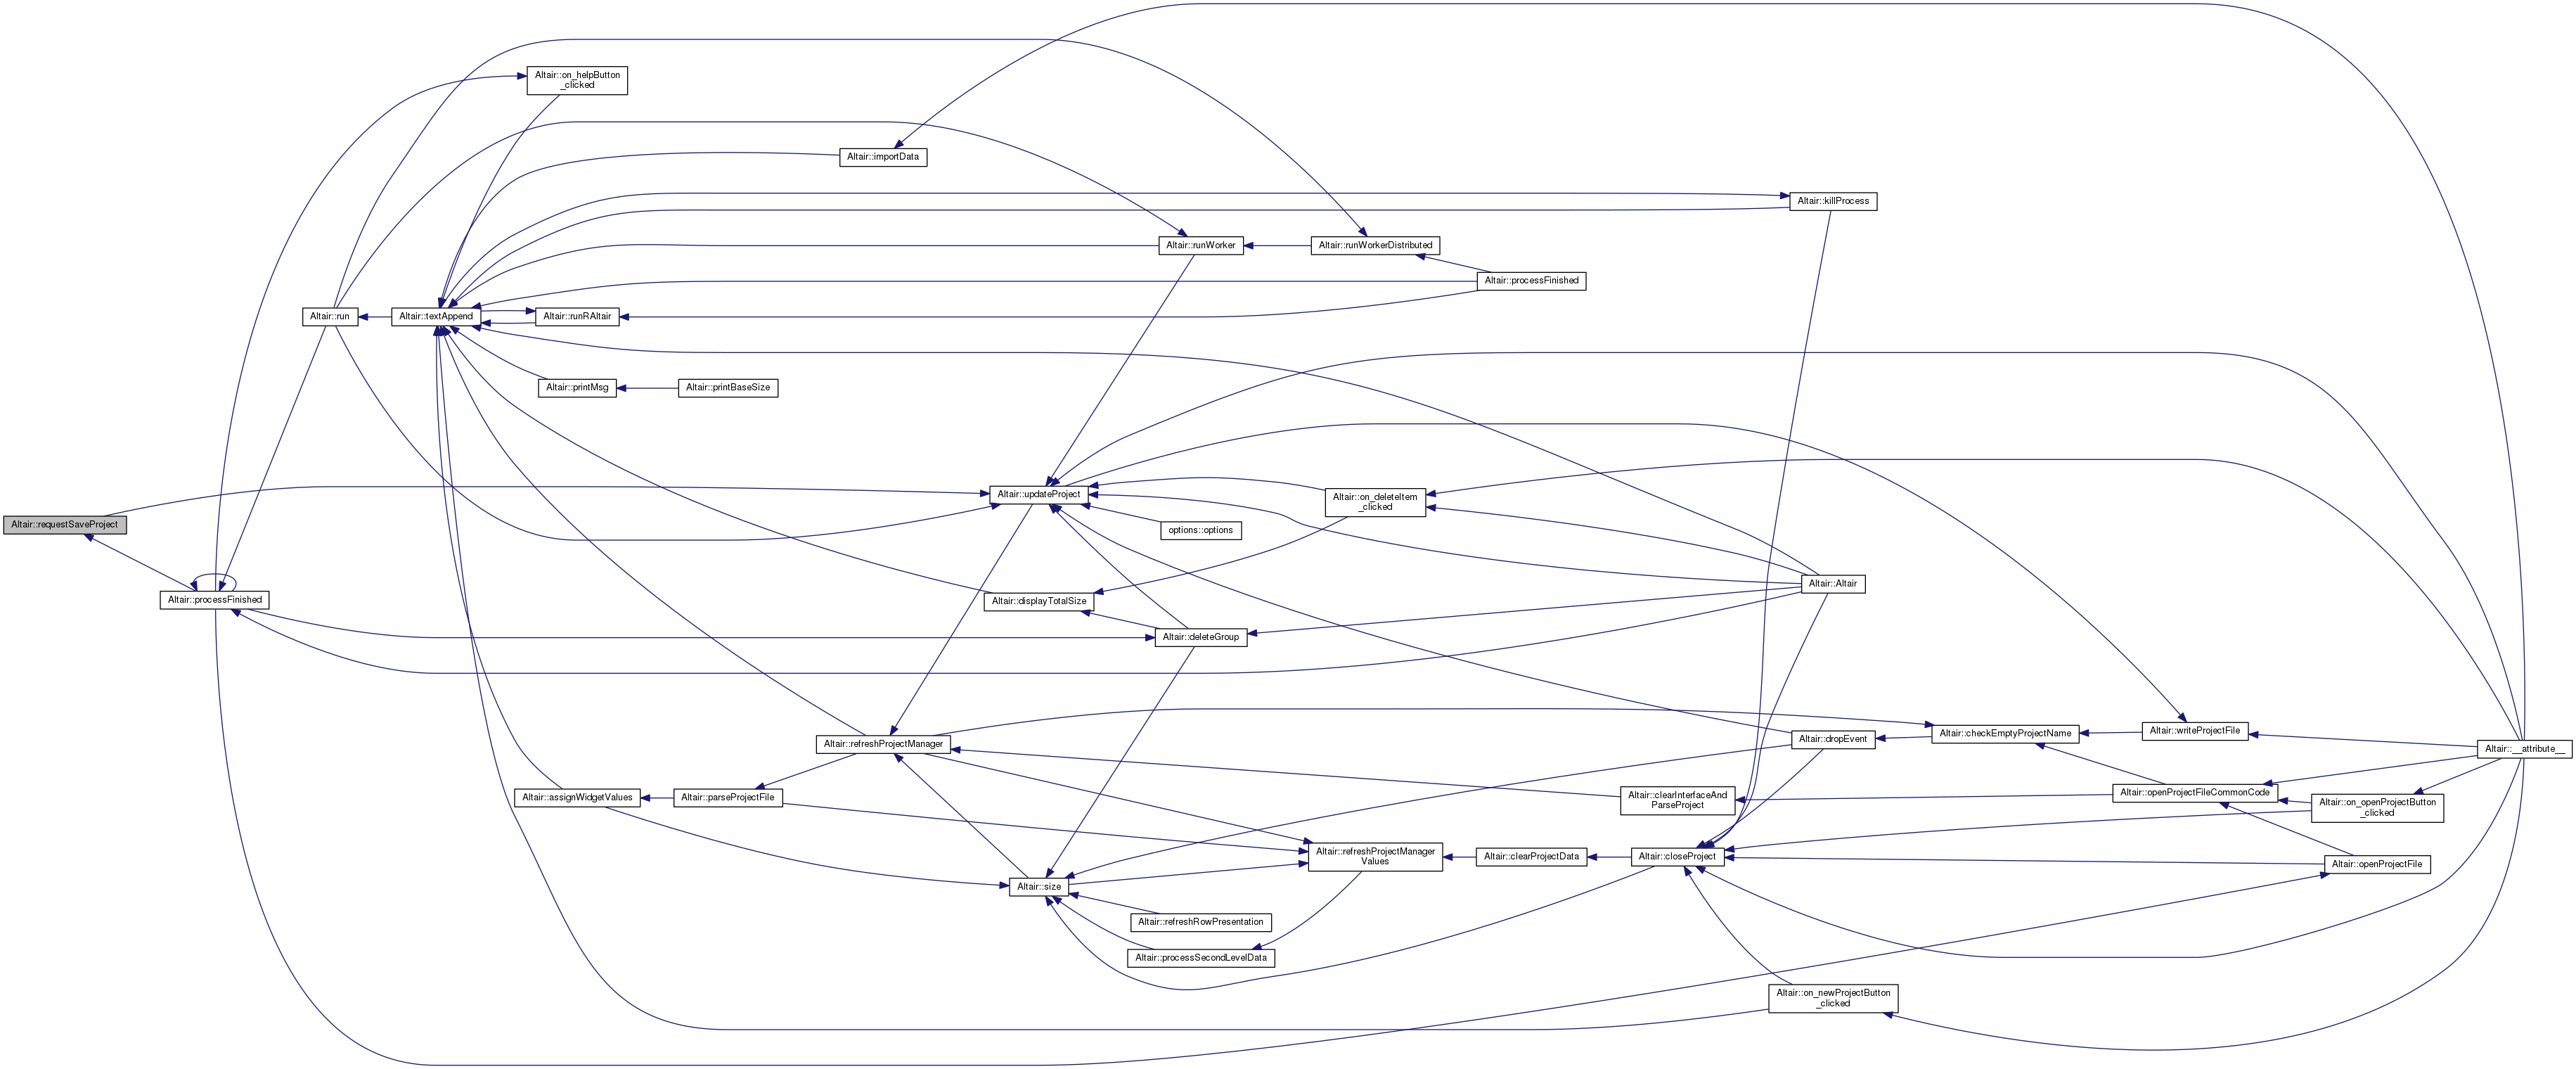 Altair::on_helpButton
_clicked
Altair::importData
Altair::killProcess
Altair::runWorker
Altair::runWorkerDistributed
Altair::processFinished
Altair::run
Altair::textAppend
Altair::runRAltair
Altair::printMsg
Altair::printBaseSize
Altair::updateProject
Altair::on_deleteItem
_clicked
Altair::requestSaveProject
options::options
Altair::Altair
Altair::processFinished
Altair::displayTotalSize
Altair::deleteGroup
Altair::refreshProjectManager
Altair::dropEvent
Altair::checkEmptyProjectName
Altair::writeProjectFile
Altair::__attribute__
Altair::assignWidgetValues
Altair::parseProjectFile
Altair::clearInterfaceAnd
ParseProject
Altair::openProjectFileCommonCode
Altair::on_openProjectButton
_clicked
Altair::refreshProjectManager
Values
Altair::clearProjectData
Altair::closeProject
Altair::openProjectFile
Altair::size
Altair::refreshRowPresentation
Altair::processSecondLevelData
Altair::on_newProjectButton
_clicked